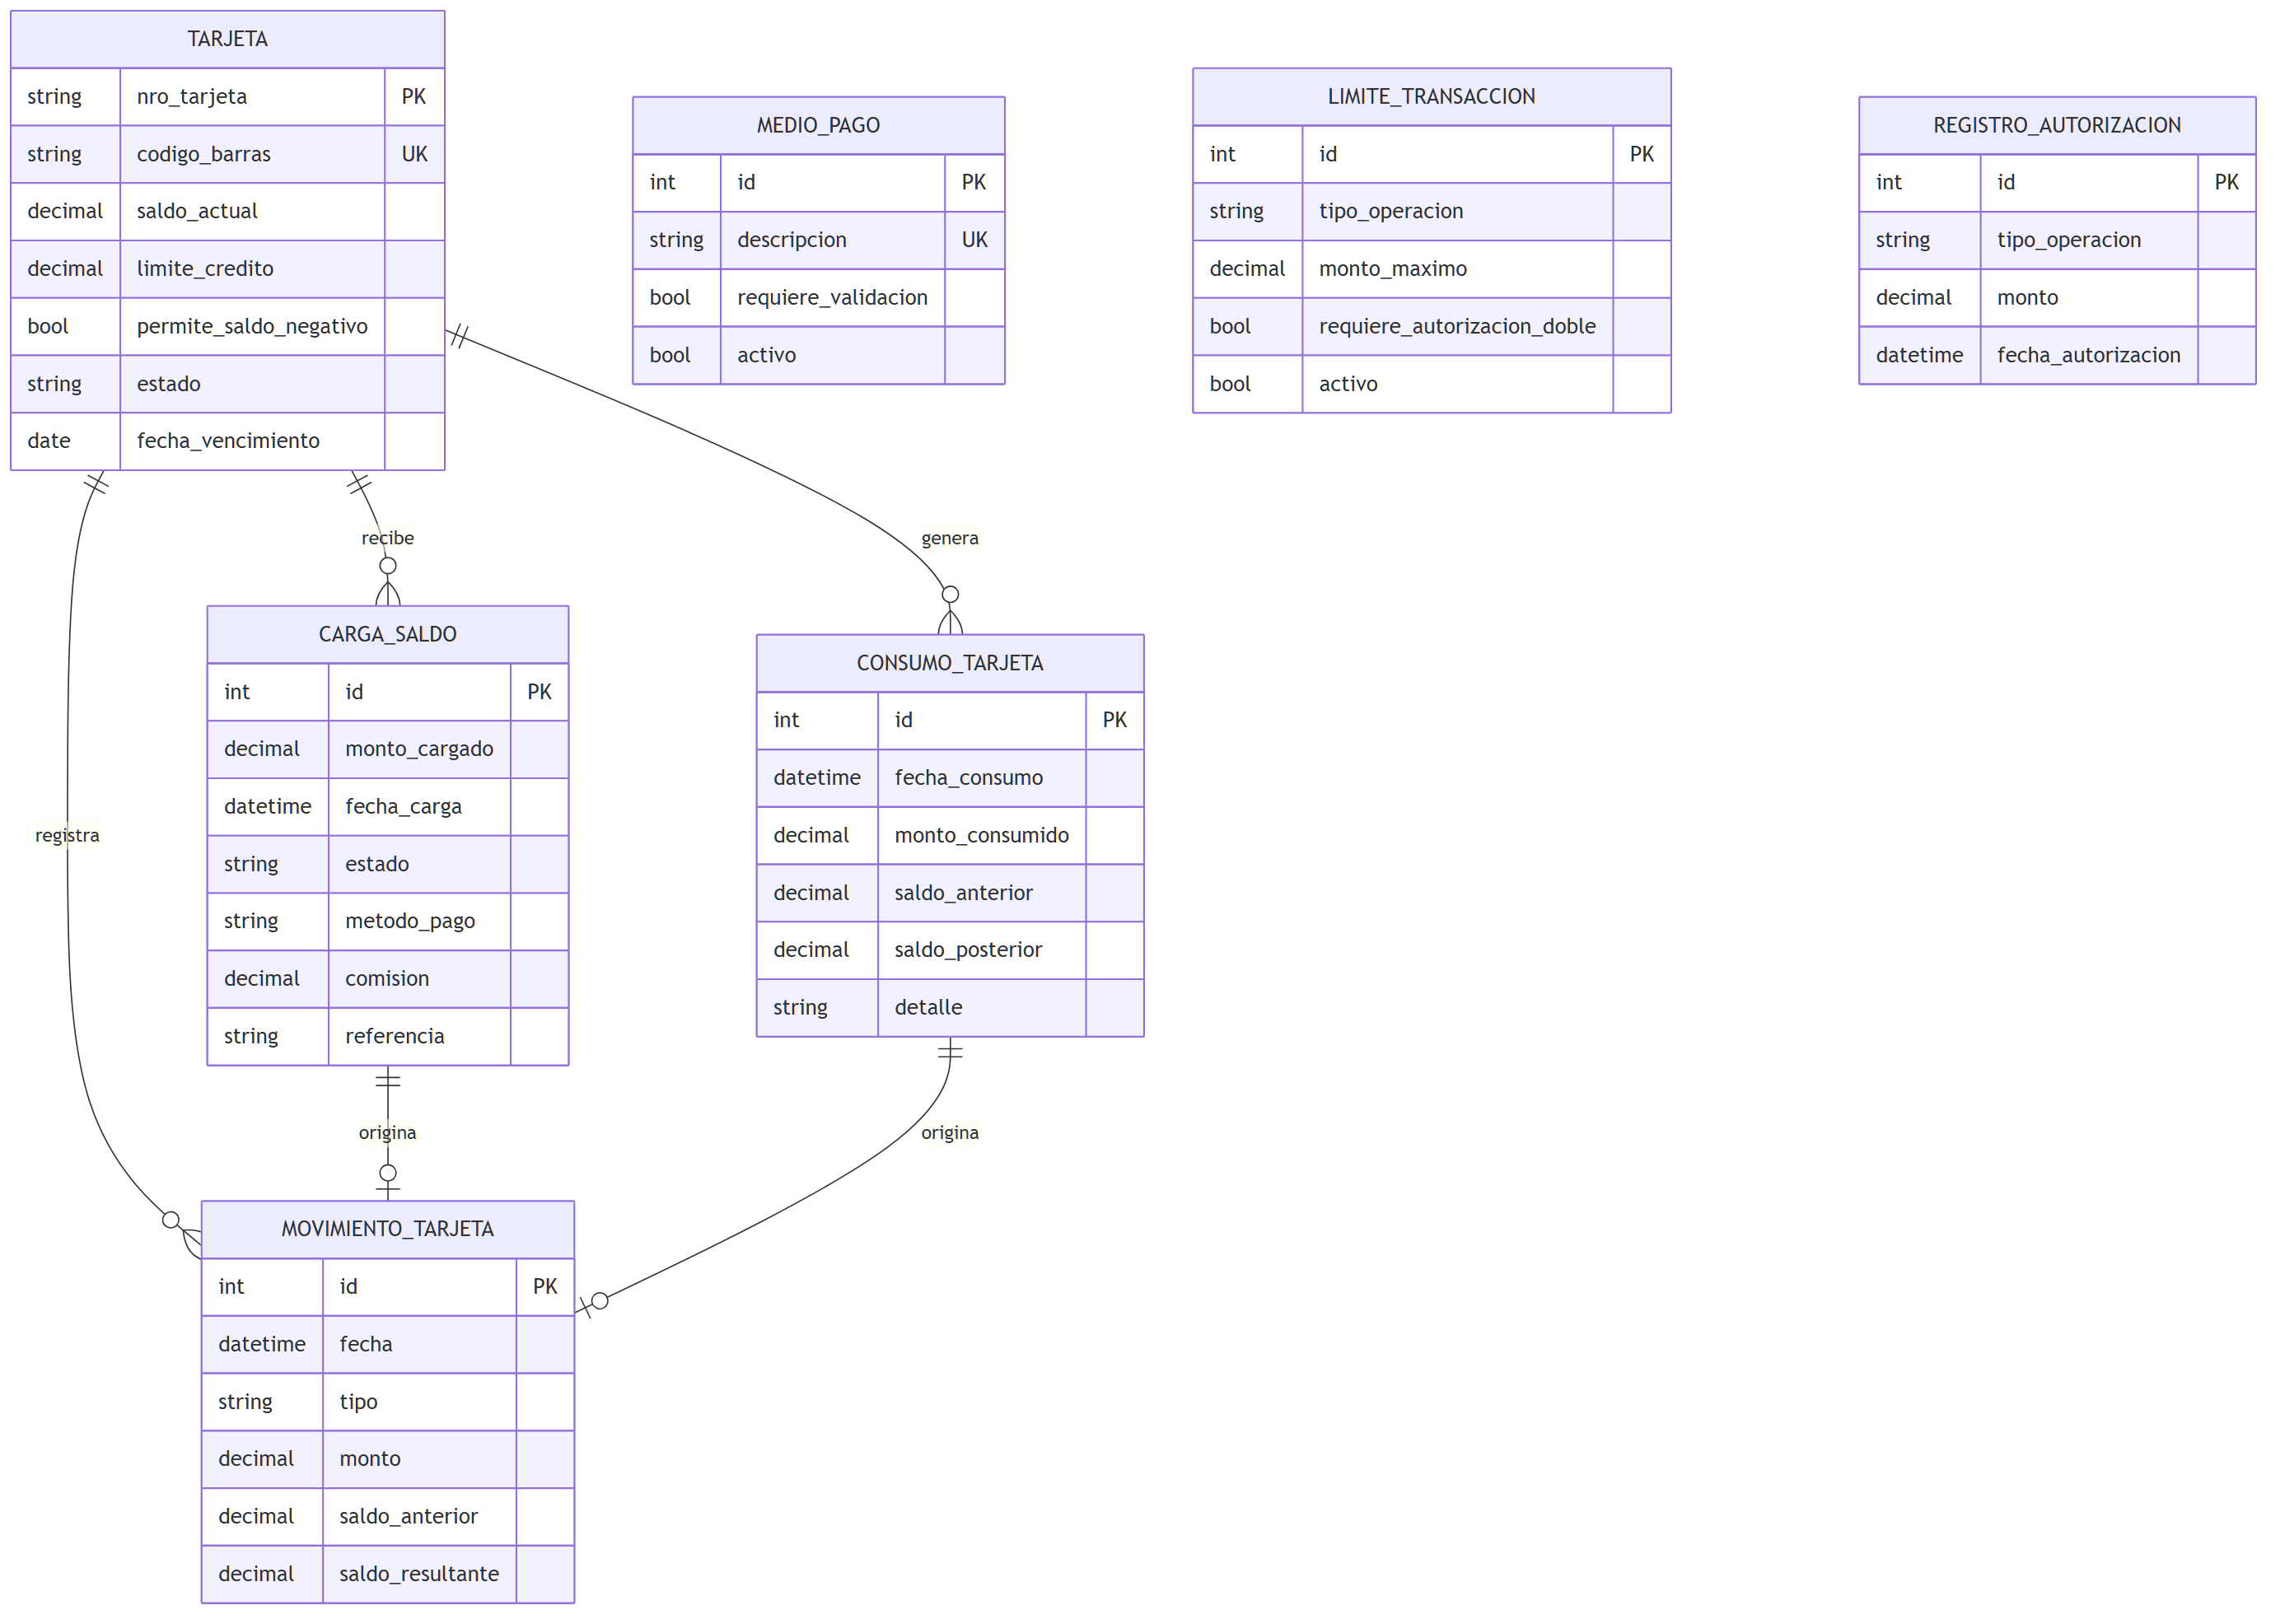 TARJETA
string nro_tarjeta PK
string codigo_barras UK
decimal saldo_actual
decimal limite_credito
bool permite_saldo_negativo
string estado
date fecha_vencimiento
MEDIO_PAGO
int id PK
string descripcion UK
bool requiere_validacion
bool activo
LIMITE_TRANSACCION
int id PK
string tipo_operacion
decimal monto_maximo
bool requiere_autorizacion_doble
bool activo
REGISTRO_AUTORIZACION
int id PK
string tipo_operacion
decimal monto
datetime fecha_autorizacion
recibe
genera
registra
CARGA_SALDO
int id PK
decimal monto_cargado
datetime fecha_carga
string estado
string metodo_pago
decimal comision
string referencia
CONSUMO_TARJETA
int id PK
datetime fecha_consumo
decimal monto_consumido
decimal saldo_anterior
decimal saldo_posterior
string detalle
origina
origina
MOVIMIENTO_TARJETA
int id PK
datetime fecha
string tipo
decimal monto
decimal saldo_anterior
decimal saldo_resultante